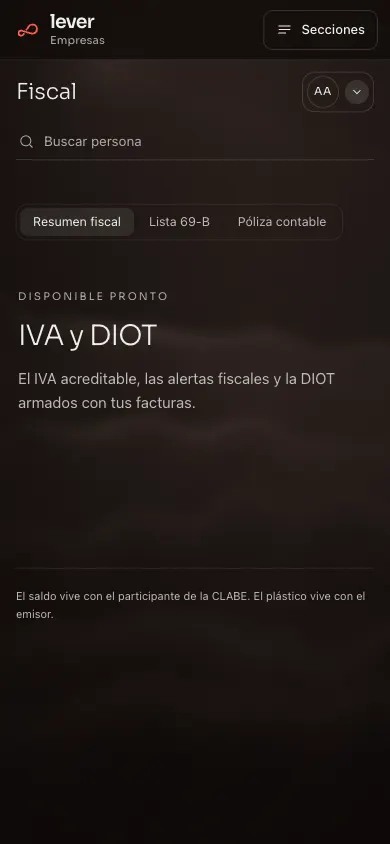 lever
Empresas
Secciones
Fiscal
AA
Buscar persona
Resumen fiscal
Lista 69-B
Póliza contable
DISPONIBLE PRONTO
IVA y DIOT
El IVA acreditable, las alertas fiscales y la DIOT
armados con tus facturas.
El saldo vive con el participante de la CLABE. El plástico vive con el
emisor.